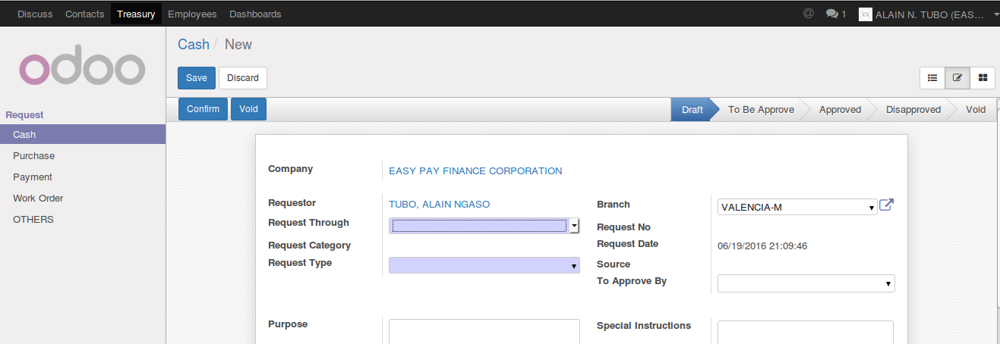 Discuss Contacts Treasury Employees Dashboards @ 1 ALAIN N. TUBO (EAS...
odoo
Cash / New
Save Discard
Confirm Void Draft To Be Approve Approved Disapproved Void
Request
Cash
Purchase
Payment
Work Order
OTHERS
Company EASY PAY FINANCE CORPORATION
Requestor TUBO, ALAIN NGASO Branch VALENCIA-M
Request Through Request No
Request Category Request Date 06/19/2016 21:09:46
Request Type Source
To Approve By
Purpose Special Instructions